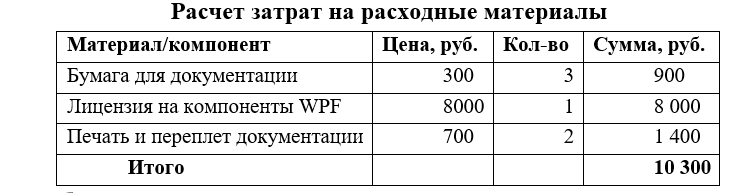 Расчет затрат на расходные материалы
Материал/компонент Цена, руб. Кол-во Сумма, руб.
Бумага для документации 300 3 900
Лицензия на компоненты WPF 8000 1 8 000
Печать и переплет документации 700 2 1 400
Итого 10 300